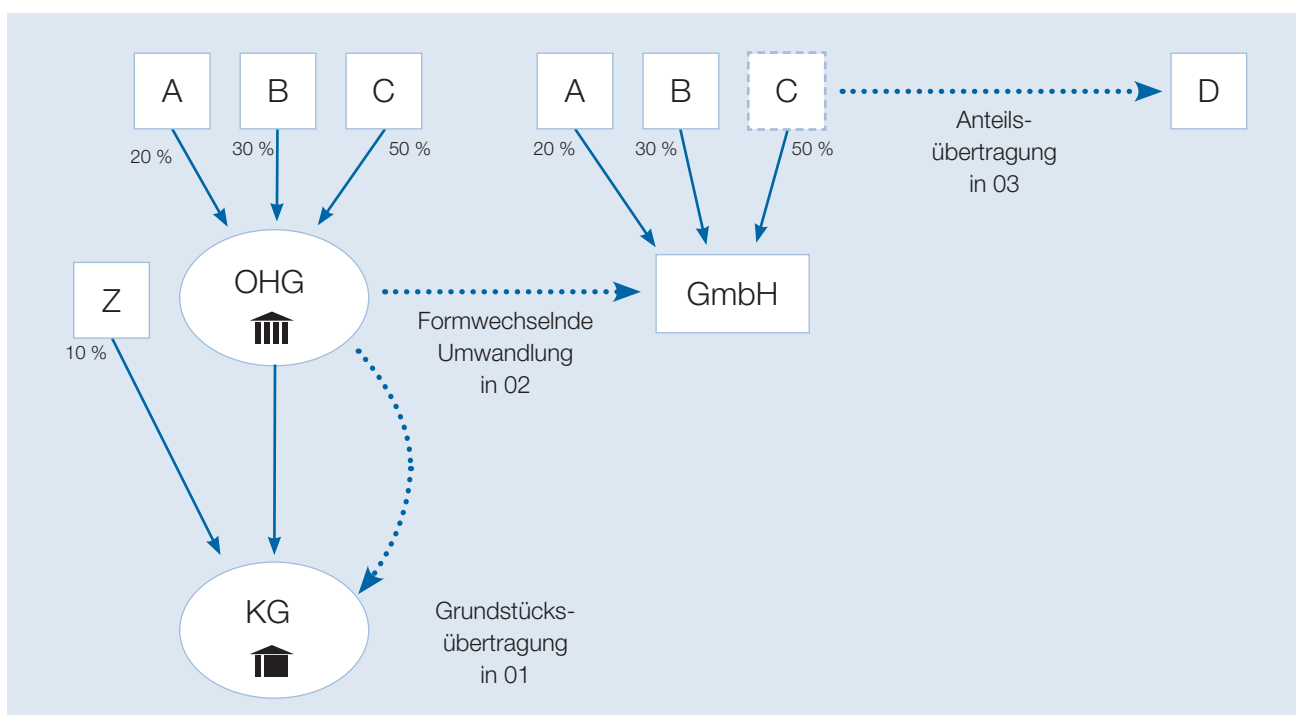 A
B
C
A
B
C
D
20 %
30 %
50 %
20 %
30 %
50 %
Anteils-
übertragung
in 03
OHG
GmbH
Z
10 %
Formwechselnde
Umwandlung
in 02
KG
Grundstücks-
übertragung
in 01